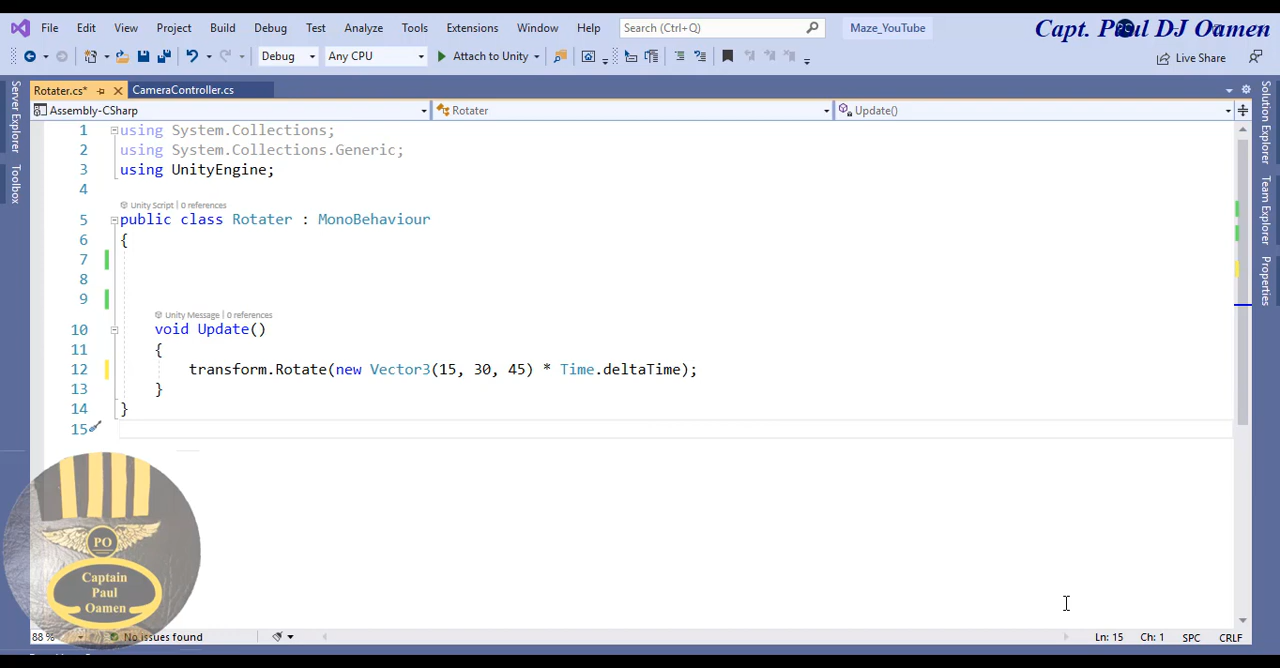 File Edit View Project Build Debug Test Analyze Tools Extensions Window Help Search (Ctrl+Q) Maze_YouTube Capt. Paul DJ Oamen
Debug Any CPU Attach to Unity Live Share
Rotater.cs* CameraController.cs
Assembly-CSharp Rotater Update()
Server Explorer
Toolbox
Solution Explorer
Team Explorer
Properties
1 using System.Collections;
2 using System.Collections.Generic;
3 using UnityEngine;
4
Unity Script | 0 references
5 public class Rotater : MonoBehaviour
6 {
7
8
9
Unity Message | 0 references
10 void Update()
11 {
12 transform.Rotate(new Vector3(15, 30, 45) * Time.deltaTime);
13 }
14 }
15
PO
Captain
Paul
Oamen
88 % No issues found Ln: 15 Ch: 1 SPC CRLF